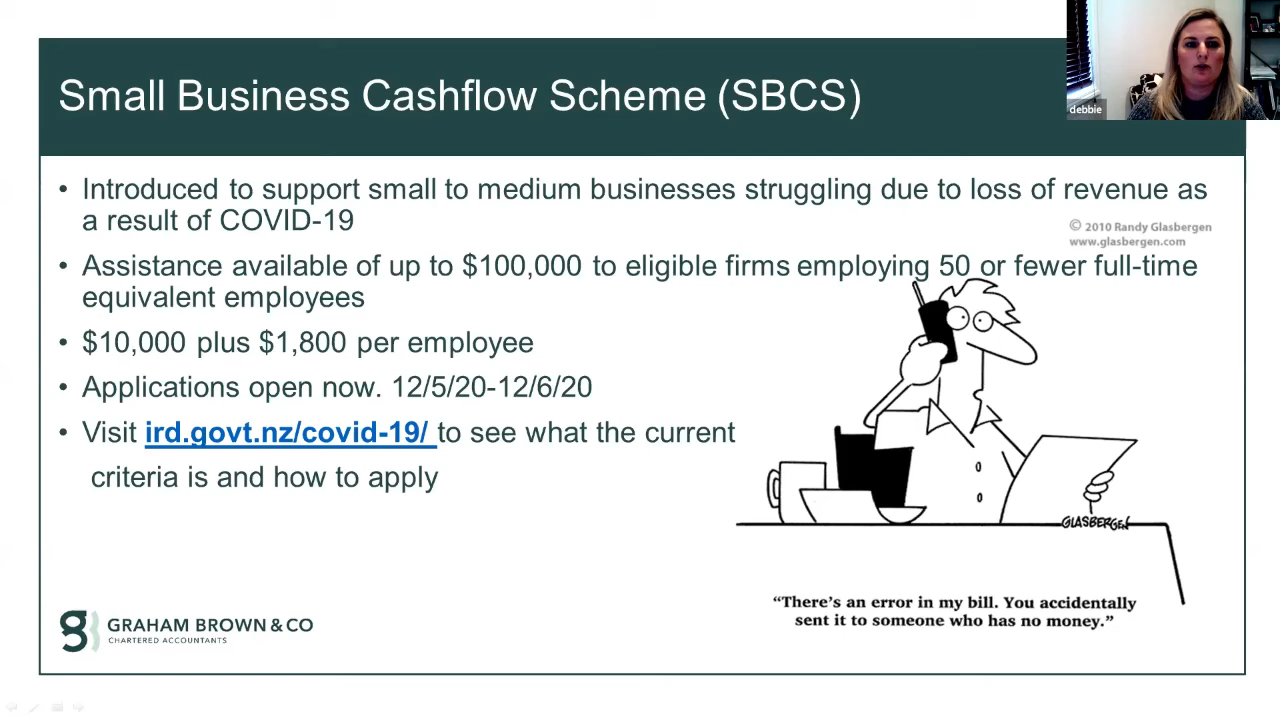 Small Business Cashflow Scheme (SBCS)
debbie
• Introduced to support small to medium businesses struggling due to loss of revenue as
a result of COVID-19
© 2010 Randy Glasbergen
www.glasbergen.com
• Assistance available of up to $100,000 to eligible firms employing 50 or fewer full-time
equivalent employees
• $10,000 plus $1,800 per employee
• Applications open now. 12/5/20-12/6/20
• Visit ird.govt.nz/covid-19/ to see what the current
criteria is and how to apply
GLASBERGEN
“There’s an error in my bill. You accidentally
sent it to someone who has no money.”
GRAHAM BROWN & CO
CHARTERED ACCOUNTANTS